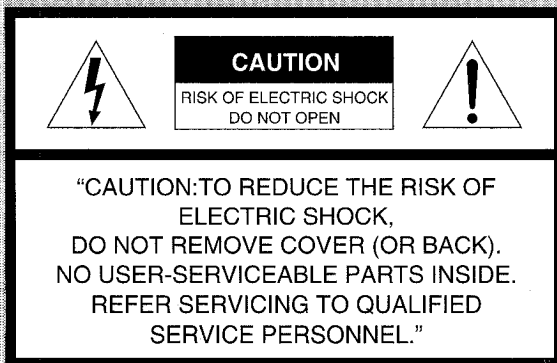 CAUTION
RISK OF ELECTRIC SHOCK
DO NOT OPEN
“CAUTION:TO REDUCE THE RISK OF
ELECTRIC SHOCK,
DO NOT REMOVE COVER (OR BACK).
NO USER-SERVICEABLE PARTS INSIDE.
REFER SERVICING TO QUALIFIED
SERVICE PERSONNEL.”